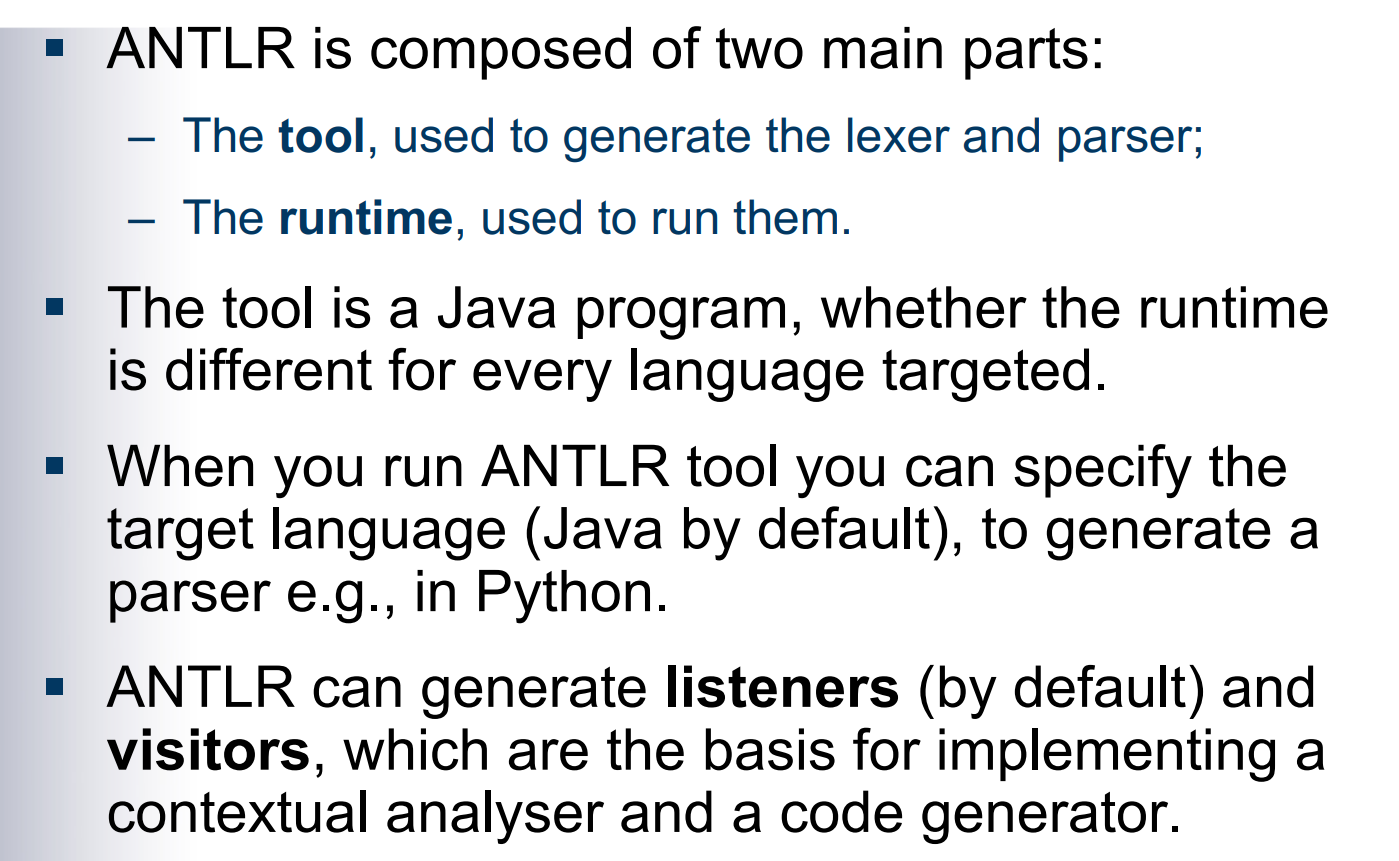 ▪ ANTLR is composed of two main parts:
– The tool, used to generate the lexer and parser;
– The runtime, used to run them.
▪ The tool is a Java program, whether the runtime
is different for every language targeted.
▪ When you run ANTLR tool you can specify the
target language (Java by default), to generate a
parser e.g., in Python.
▪ ANTLR can generate listeners (by default) and
visitors, which are the basis for implementing a
contextual analyser and a code generator.